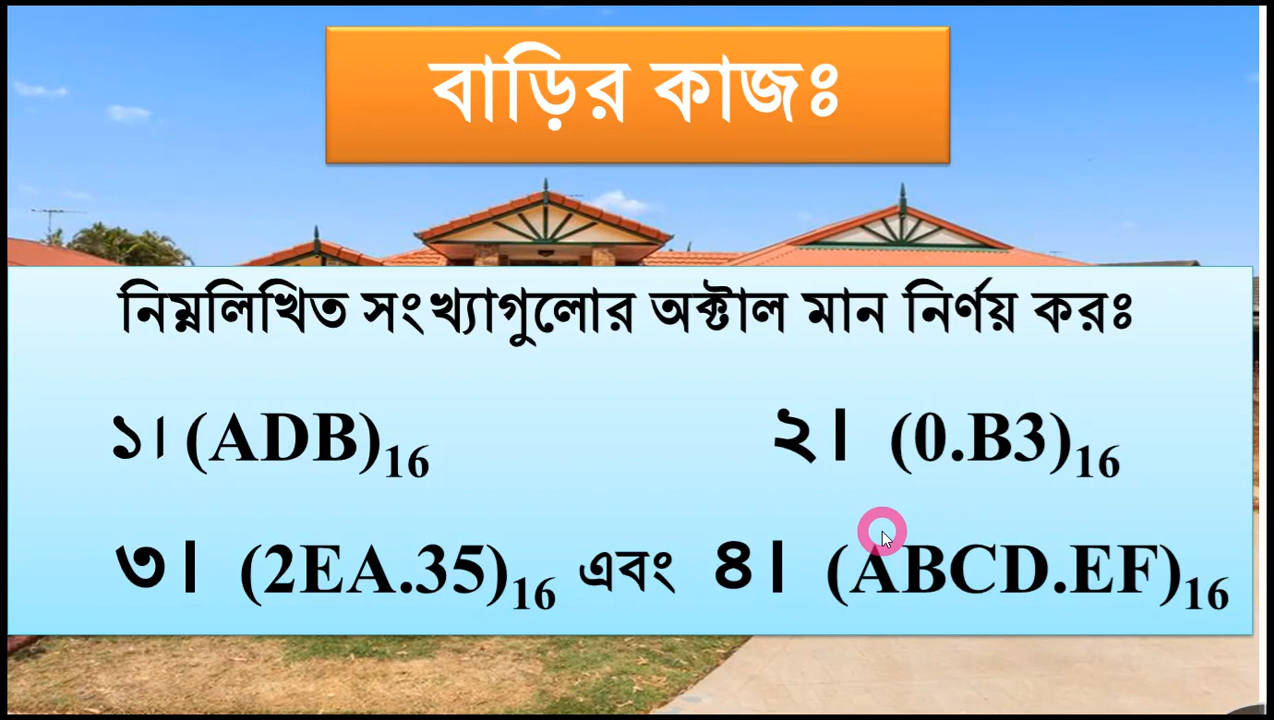 বাড়ির কাজঃ
নিম্নলিখিত সংখ্যাগুলোর অক্টাল মান নির্ণয় করঃ
১। (ADB)₁₆ ২। (0.B3)₁₆
৩। (2EA.35)₁₆ এবং ৪। (ABCD.EF)₁₆